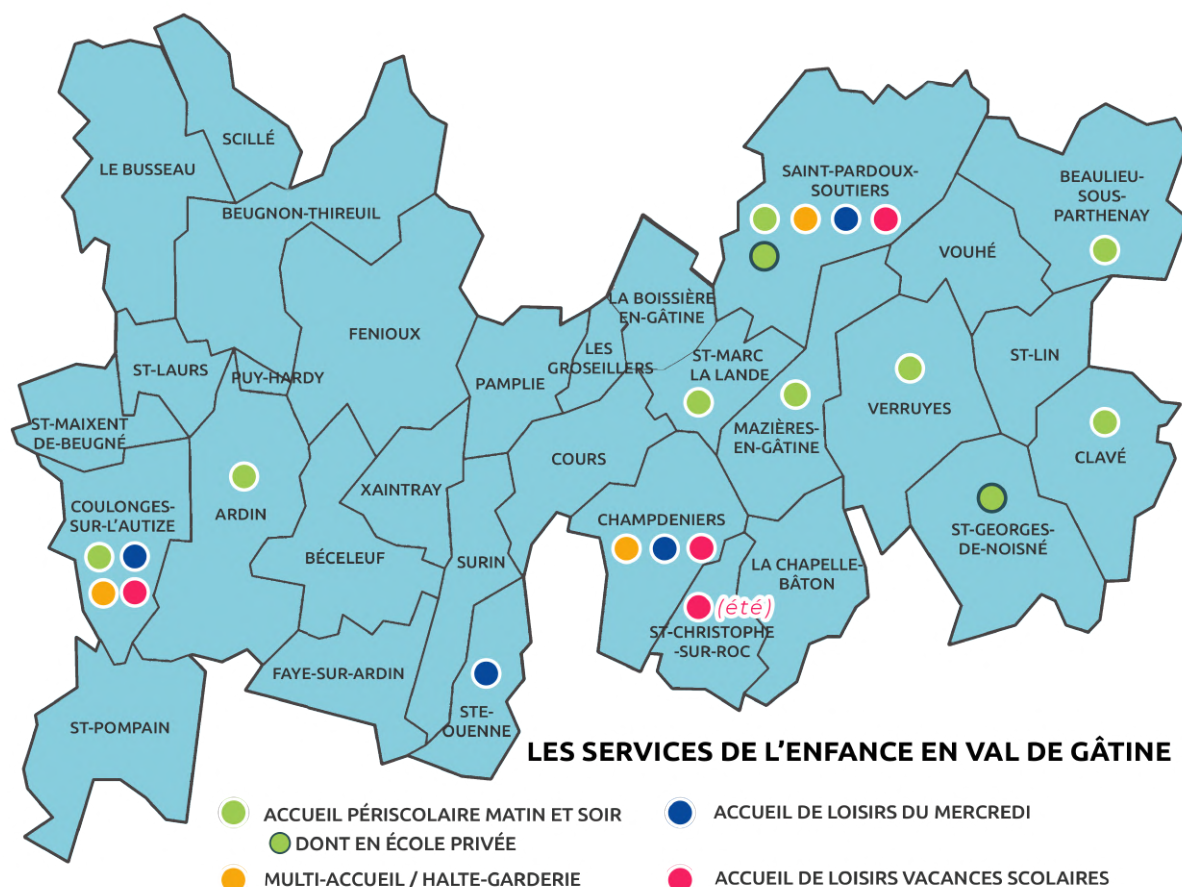 SCILLÉ
LE BUSSEAU
BEUGNON-THIREUIL
SAINT-PARDOUX-
SOUTIERS
BEAULIEU-
SOUS-
PARTHENAY
VOUHÉ
LA BOISSIÈRE
EN-GÂTINE
FENIOUX
LES
GROSEILLERS
ST-MARC
LA LANDE
ST-LIN
ST-LAURS
PUY-HARDY
PAMPLIE
VERRUYES
ST-MAIXENT
DE-BEUGNÉ
MAZIÈRES-
EN-GÂTINE
CLAVÉ
COURS
XAINTRAY
COULONGES-
SUR-L'AUTIZE
ARDIN
CHAMPDENIERS
ST-GEORGES-
DE-NOISNÉ
BÉCELEUF
SURIN
LA CHAPELLE-
BÂTON
(été)
ST-CHRISTOPHE
-SUR-ROC
FAYE-SUR-ARDIN
STE-
OUENNE
ST-POMPAIN
LES SERVICES DE L'ENFANCE EN VAL DE GÂTINE
ACCUEIL PÉRISCOLAIRE MATIN ET SOIR
DONT EN ÉCOLE PRIVÉE
MULTI-ACCUEIL / HALTE-GARDERIE
ACCUEIL DE LOISIRS DU MERCREDI
ACCUEIL DE LOISIRS VACANCES SCOLAIRES